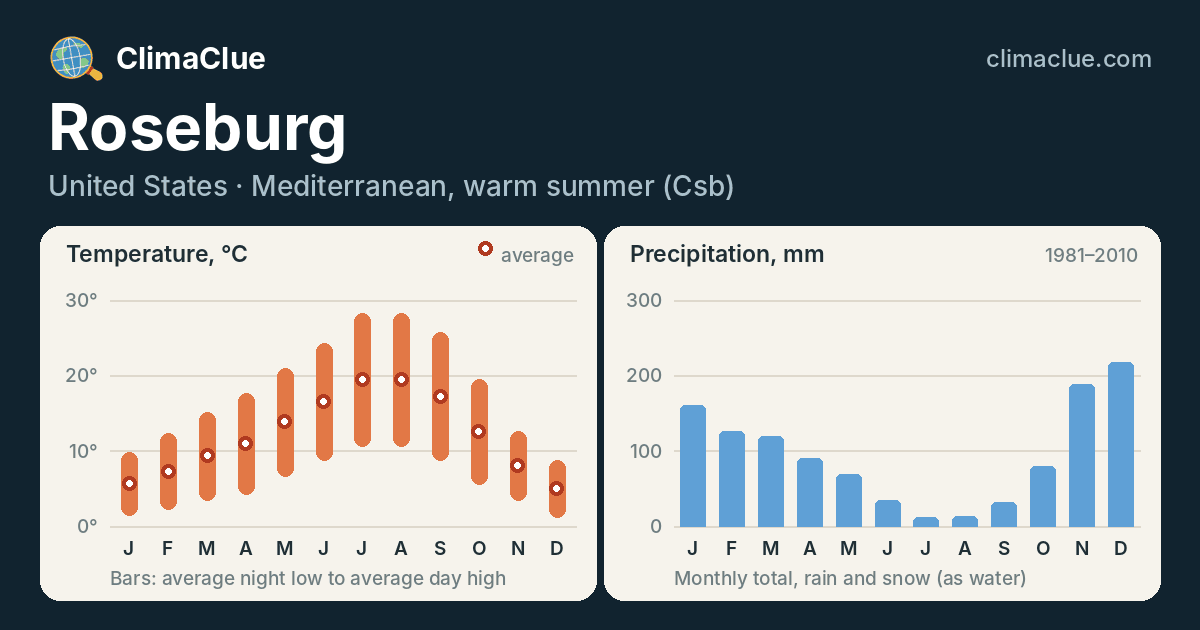 ClimaClue
climaclue.com
Roseburg
United States · Mediterranean, warm summer (Csb)
Temperature, °C
average
30°
20°
10°
0°
J F M A M J J A S O N D
Bars: average night low to average day high
Precipitation, mm
1981–2010
300
200
100
0
J F M A M J J A S O N D
Monthly total, rain and snow (as water)